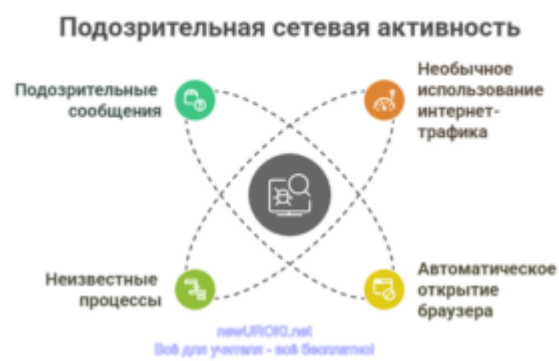 Подозрительная сетевая активность
Подозрительные
сообщения
Необычное
использование
интернет-
трафика
Неизвестные
процессы
Автоматическое
открытие
браузера
newUROKI.net
Всё для учителя - всё бесплатно!